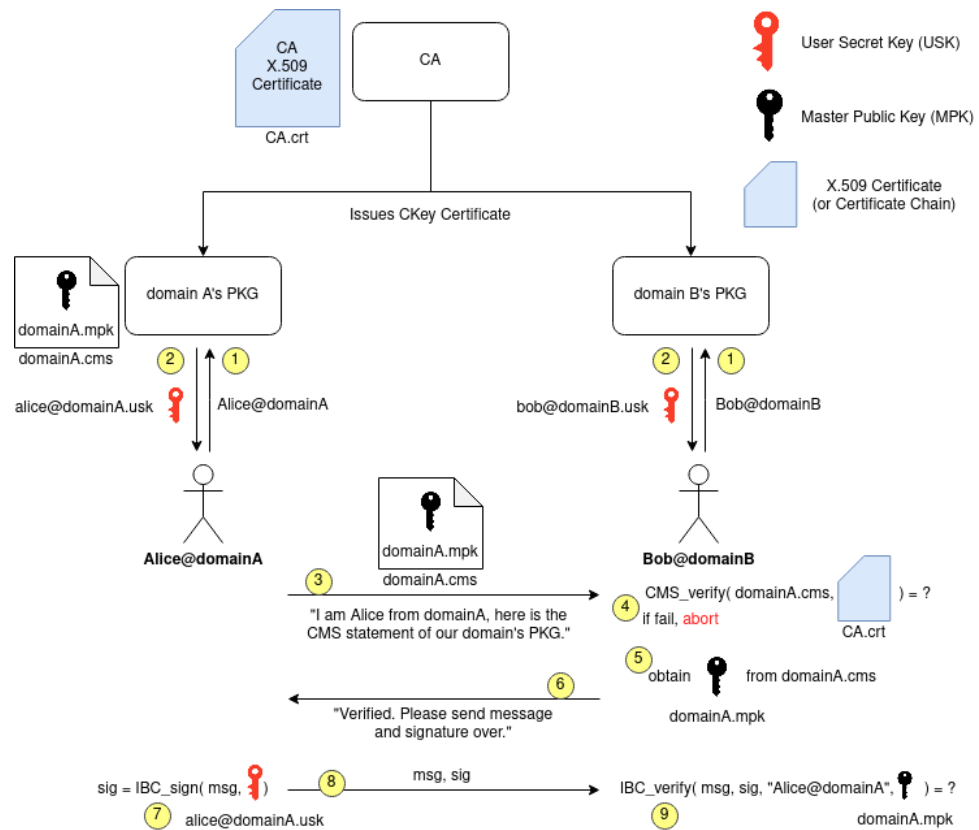 CA
X.509
Certificate
CA.crt
CA
User Secret Key (USK)
Master Public Key (MPK)
X.509 Certificate
(or Certificate Chain)
Issues CKey Certificate
domainA.mpk
domainA.cms
domain A's PKG
domain B's PKG
2
1
alice@domainA.usk
Alice@domainA
2
1
bob@domainB.usk
Bob@domainB
Alice@domainA
Bob@domainB
domainA.mpk
domainA.cms
3
"I am Alice from domainA, here is the
CMS statement of our domain's PKG."
4
CMS_verify( domainA.cms, ) = ?
if fail, abort
CA.crt
5
obtain from domainA.cms
domainA.mpk
6
"Verified. Please send message
and signature over."
sig = IBC_sign( msg, )
7
alice@domainA.usk
8
msg, sig
IBC_verify( msg, sig, "Alice@domainA", ) = ?
9
domainA.mpk